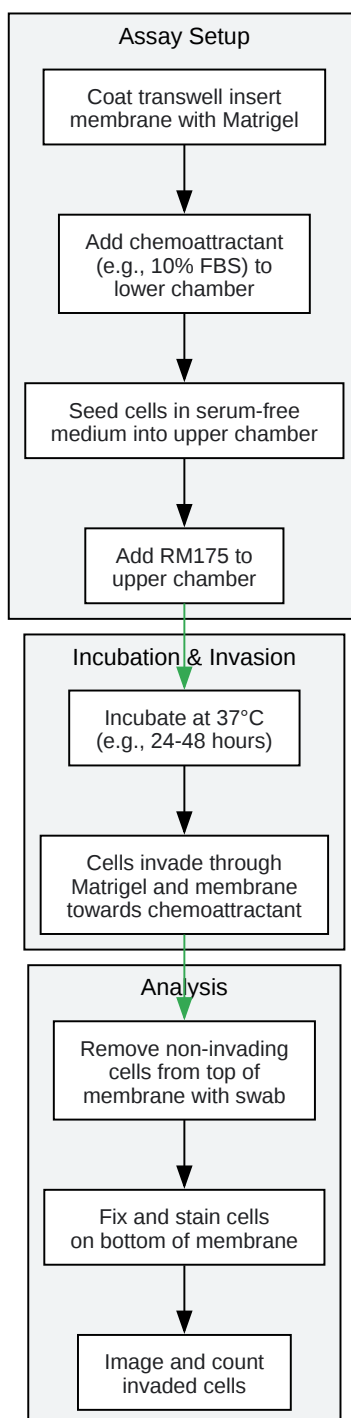 Assay Setup
Coat transwell insert
membrane with Matrigel
Add chemoattractant
(e.g., 10% FBS) to
lower chamber
Seed cells in serum-free
medium into upper chamber
Add RM175 to
upper chamber
Incubation & Invasion
Incubate at 37°C
(e.g., 24-48 hours)
Cells invade through
Matrigel and membrane
towards chemoattractant
Analysis
Remove non-invading
cells from top of
membrane with swab
Fix and stain cells
on bottom of membrane
Image and count
invaded cells